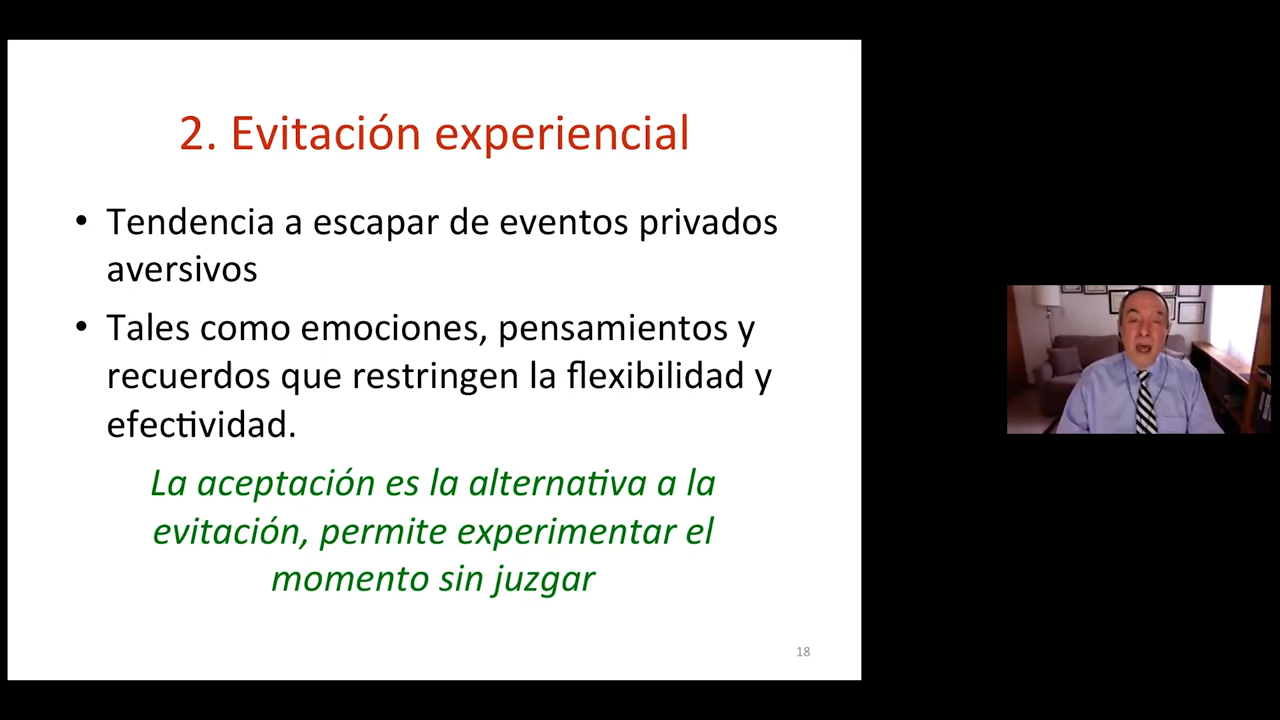 2. Evitación experiencial
• Tendencia a escapar de eventos privados
aversivos
• Tales como emociones, pensamientos y
recuerdos que restringen la flexibilidad y
efectividad.
La aceptación es la alternativa a la
evitación, permite experimentar el
momento sin juzgar
18